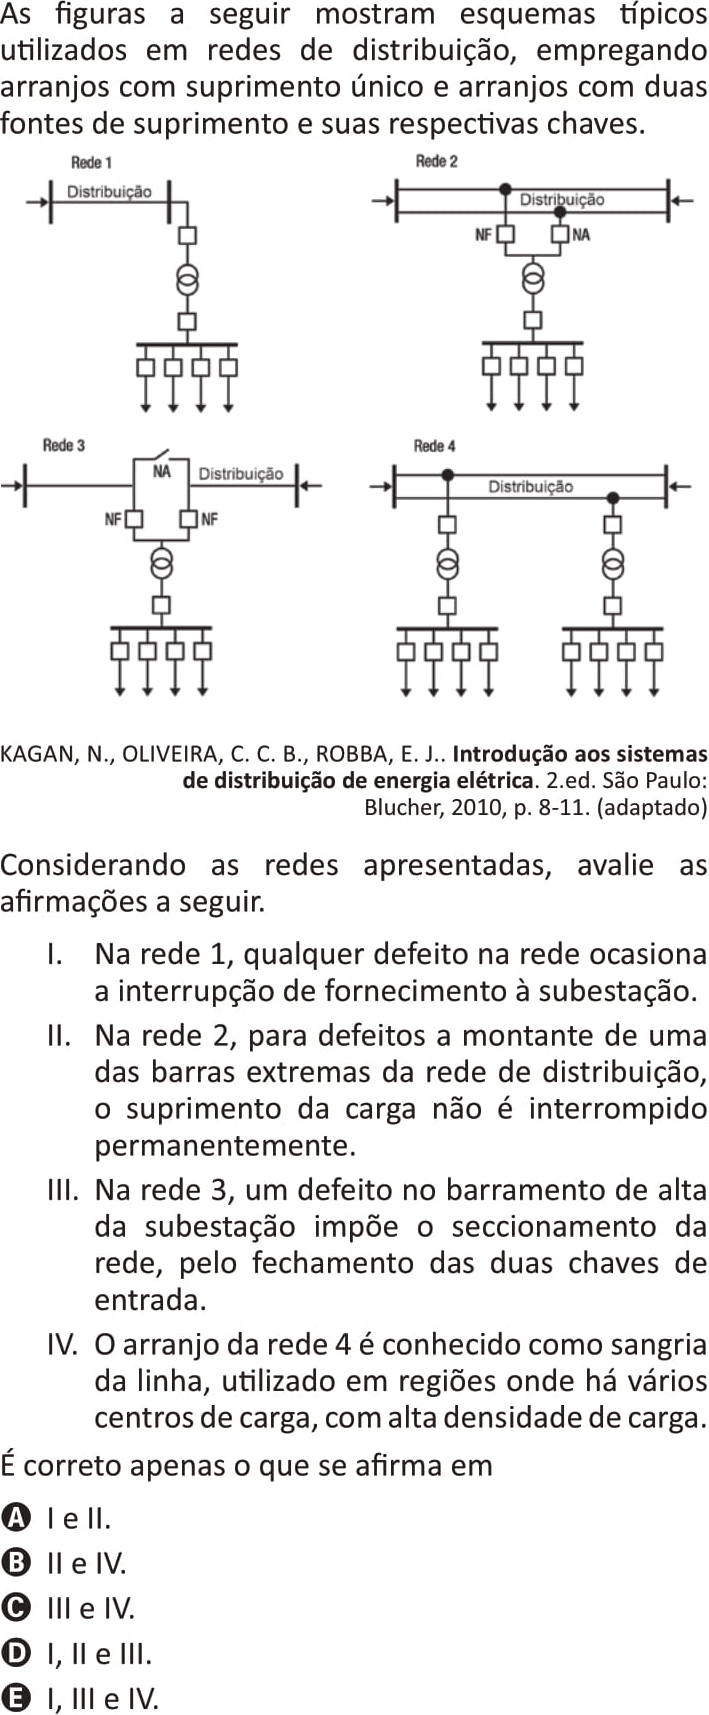 As figuras a seguir mostram esquemas típicos
utilizados em redes de distribuição, empregando
arranjos com suprimento único e arranjos com duas
fontes de suprimento e suas respectivas chaves.
Rede 1
Distribuição
Rede 2
Distribuição
NF
NA
Rede 3
NA
Distribuição
NF
NF
Rede 4
Distribuição
KAGAN, N., OLIVEIRA, C. C. B., ROBBA, E. J.. Introdução aos sistemas
de distribuição de energia elétrica. 2.ed. São Paulo:
Blucher, 2010, p. 8-11. (adaptado)
Considerando as redes apresentadas, avalie as
afirmações a seguir.
I. Na rede 1, qualquer defeito na rede ocasiona
a interrupção de fornecimento à subestação.
II. Na rede 2, para defeitos a montante de uma
das barras extremas da rede de distribuição,
o suprimento da carga não é interrompido
permanentemente.
III. Na rede 3, um defeito no barramento de alta
da subestação impõe o seccionamento da
rede, pelo fechamento das duas chaves de
entrada.
IV. O arranjo da rede 4 é conhecido como sangria
da linha, utilizado em regiões onde há vários
centros de carga, com alta densidade de carga.
É correto apenas o que se afirma em
A I e II.
B II e IV.
C III e IV.
D I, II e III.
E I, III e IV.